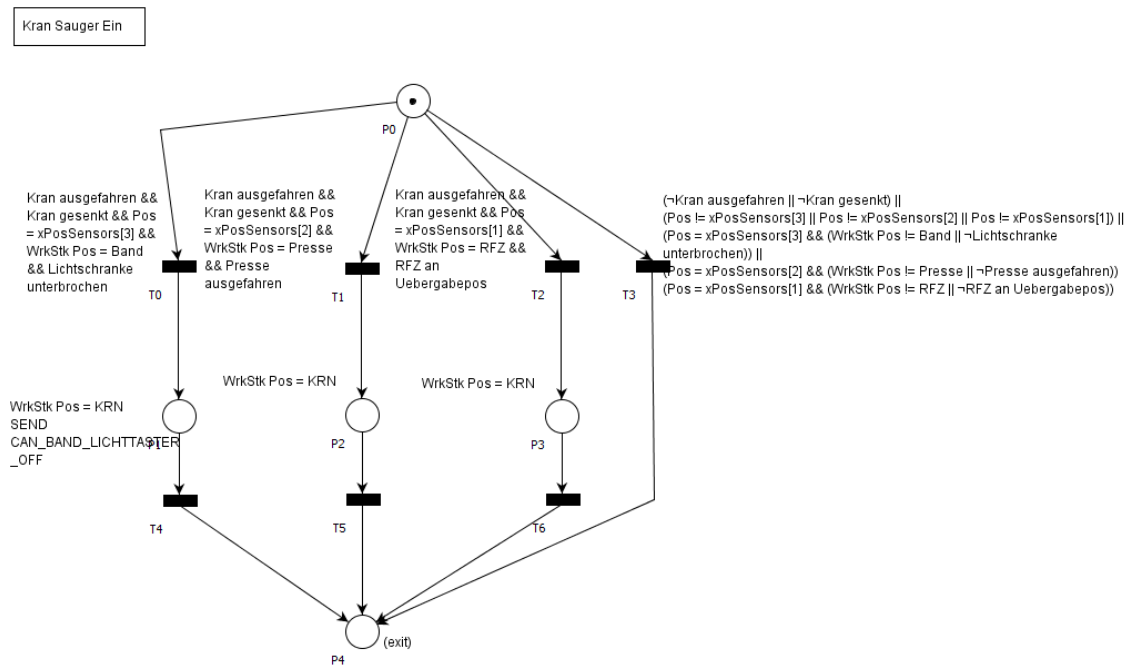 Kran Sauger Ein
P0
Kran ausgefahren &&
Kran gesenkt && Pos
= xPosSensors[3] &&
WrkStk Pos = Band
&& Lichtschranke
unterbrochen
Kran ausgefahren &&
Kran gesenkt && Pos
= xPosSensors[2] &&
WrkStk Pos = Presse
&& Presse
ausgefahren
Kran ausgefahren &&
Kran gesenkt && Pos
= xPosSensors[1] &&
WrkStk Pos = RFZ &&
RFZ an
Uebergabepos
(¬Kran ausgefahren || ¬Kran gesenkt) ||
(Pos != xPosSensors[3] || Pos != xPosSensors[2] || Pos != xPosSensors[1]) ||
(Pos = xPosSensors[3] && (WrkStk Pos != Band || ¬Lichtschranke
unterbrochen)) ||
(Pos = xPosSensors[2] && (WrkStk Pos != Presse || ¬Presse ausgefahren))
(Pos = xPosSensors[1] && (WrkStk Pos != RFZ || ¬RFZ an Uebergabepos))
T0
T1
T2
T3
WrkStk Pos = KRN
SEND
CAN_BAND_LICHTTASTER
_OFF
WrkStk Pos = KRN
WrkStk Pos = KRN
P1
P2
P3
T4
T5
T6
(exit)
P4